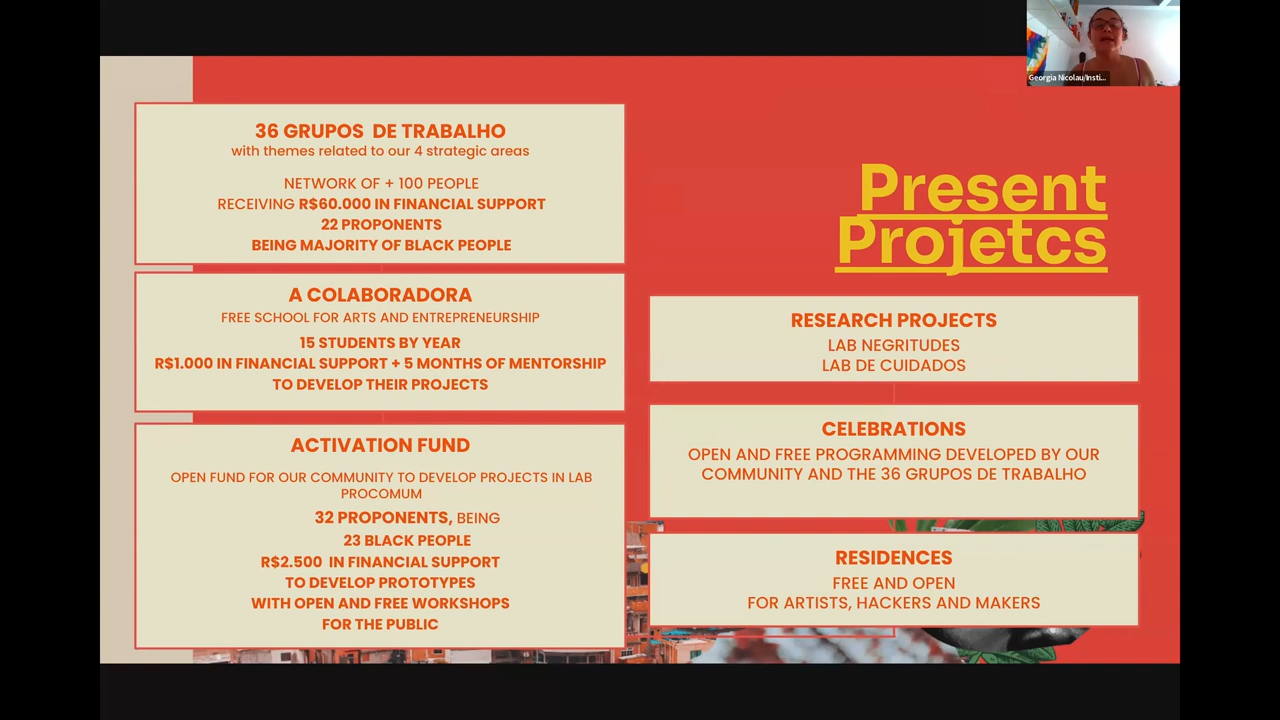 Georgia Nicolau/Insti...
36 GRUPOS DE TRABALHO
with themes related to our 4 strategic areas
NETWORK OF + 100 PEOPLE
RECEIVING R$60.000 IN FINANCIAL SUPPORT
22 PROPONENTS
BEING MAJORITY OF BLACK PEOPLE
A COLABORADORA
FREE SCHOOL FOR ARTS AND ENTREPRENEURSHIP
15 STUDENTS BY YEAR
R$1.000 IN FINANCIAL SUPPORT + 5 MONTHS OF MENTORSHIP
TO DEVELOP THEIR PROJECTS
ACTIVATION FUND
OPEN FUND FOR OUR COMMUNITY TO DEVELOP PROJECTS IN LAB
PROCOMUM
32 PROPONENTS, BEING
23 BLACK PEOPLE
R$2.500 IN FINANCIAL SUPPORT
TO DEVELOP PROTOTYPES
WITH OPEN AND FREE WORKSHOPS
FOR THE PUBLIC
Present
Projetcs
RESEARCH PROJECTS
LAB NEGRITUDES
LAB DE CUIDADOS
CELEBRATIONS
OPEN AND FREE PROGRAMMING DEVELOPED BY OUR
COMMUNITY AND THE 36 GRUPOS DE TRABALHO
RESIDENCES
FREE AND OPEN
FOR ARTISTS, HACKERS AND MAKERS